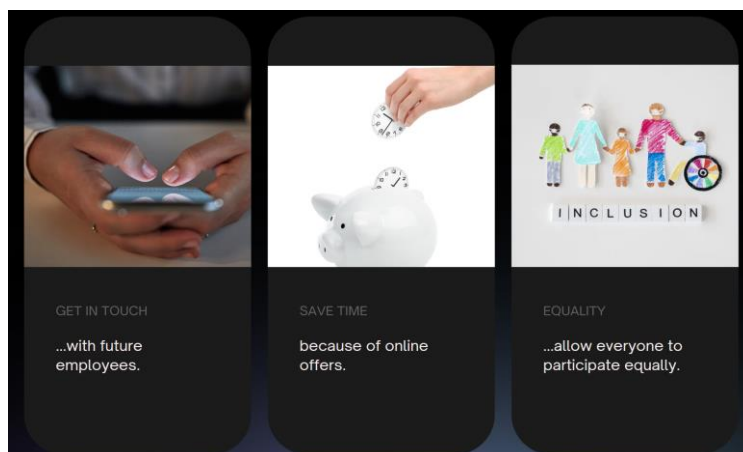 INCLUSION
GET IN TOUCH
...with future
employees.
SAVE TIME
because of online
offers.
EQUALITY
...allow everyone to
participate equally.